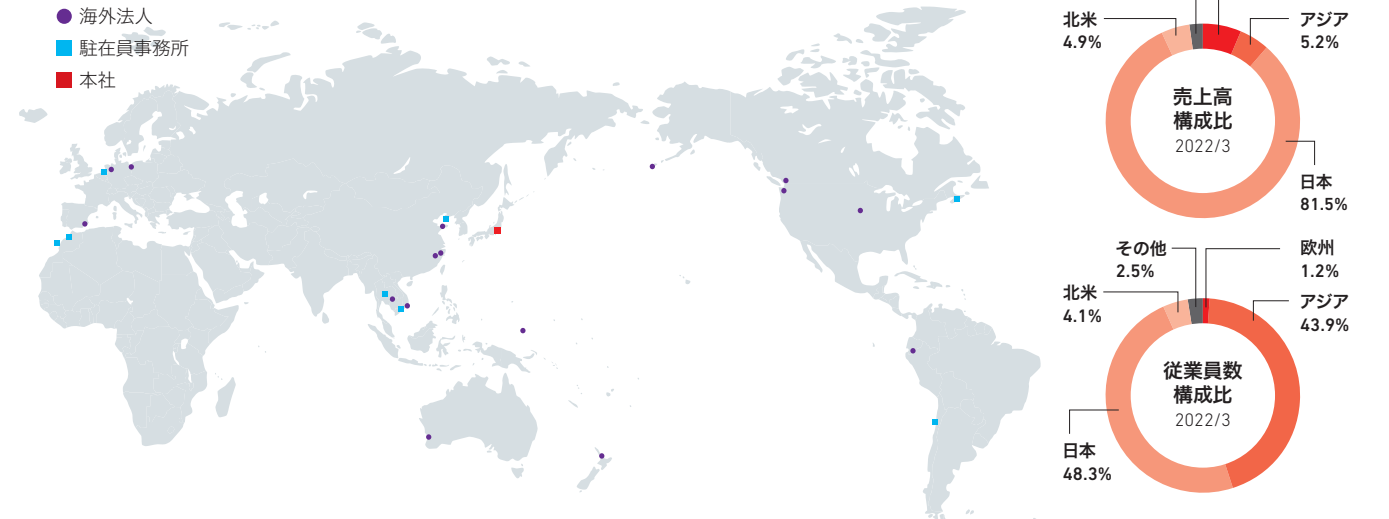 海外法人
駐在員事務所
本社
北米
4.9%
アジア
5.2%
売上高
構成比
2022/3
日本
81.5%
その他
2.5%
欧州
1.2%
北米
4.1%
アジア
43.9%
従業員数
構成比
2022/3
日本
48.3%